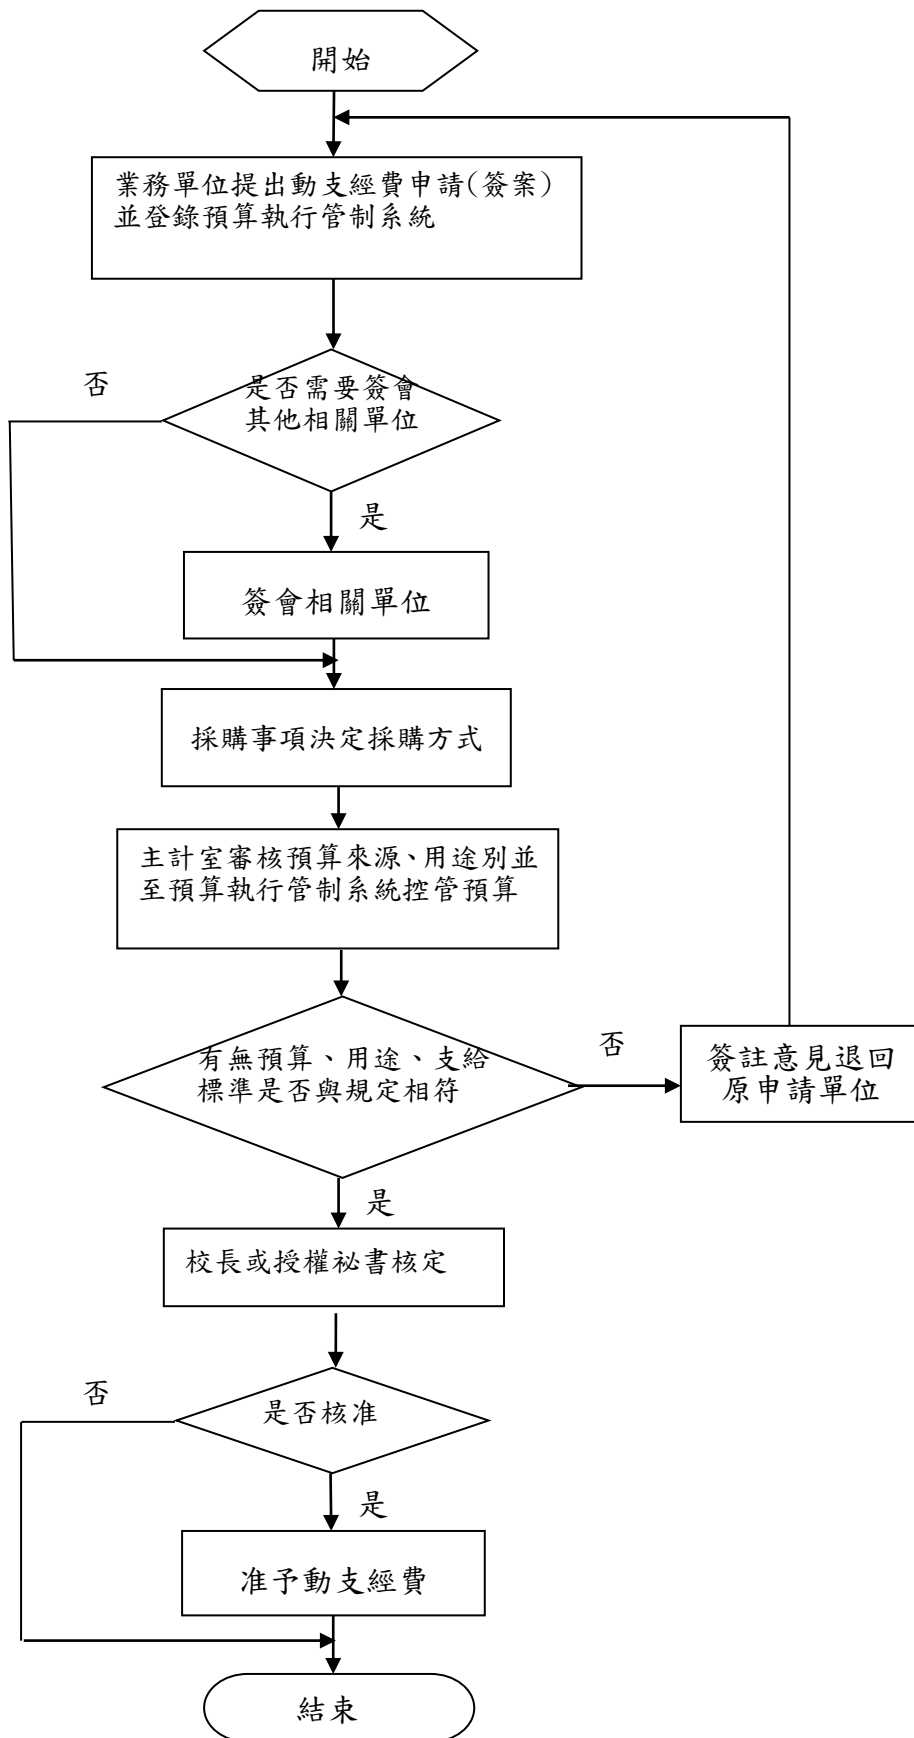 開始
業務單位提出動支經費申請(簽案)
並登錄預算執行管制系統
否
是否需要簽會
其他相關單位
是
簽會相關單位
採購事項決定採購方式
主計室審核預算來源、用途別並
至預算執行管制系統控管預算
有無預算、用途、支給
標準是否與規定相符
否
簽註意見退回
原申請單位
是
校長或授權祕書核定
否
是否核准
是
准予動支經費
結束